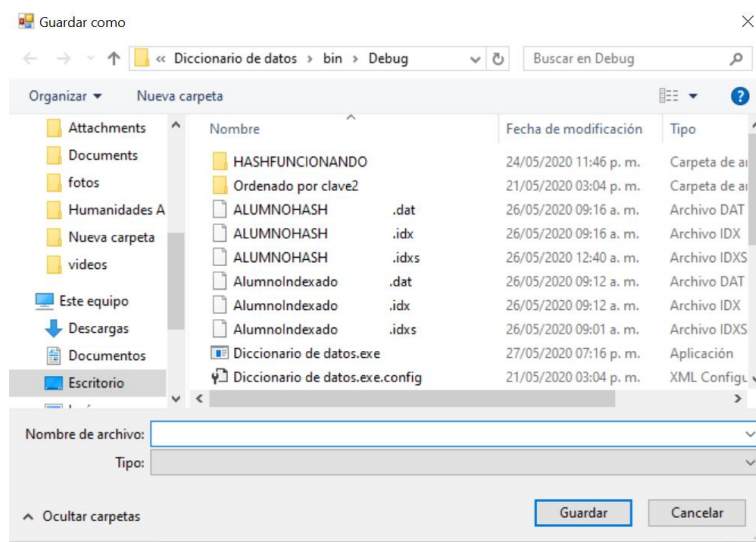 Guardar como
« Diccionario de datos > bin > Debug
Buscar en Debug
Organizar
Nueva carpeta
Attachments
Documents
fotos
Humanidades A
Nueva carpeta
videos
Este equipo
Descargas
Documentos
Escritorio
Nombre Fecha de modificación Tipo
HASHFUNCIONANDO 24/05/2020 11:46 p. m. Carpeta de
Ordenado por clave2 21/05/2020 03:04 p. m. Carpeta de
ALUMNOHASH .dat 26/05/2020 09:16 a. m. Archivo DAT
ALUMNOHASH .idx 26/05/2020 09:16 a. m. Archivo IDX
ALUMNOHASH .idxs 26/05/2020 12:40 a. m. Archivo IDXS
AlumnoIndexado .dat 26/05/2020 09:12 a. m. Archivo DAT
AlumnoIndexado .idx 26/05/2020 09:12 a. m. Archivo IDX
AlumnoIndexado .idxs 26/05/2020 09:01 a. m. Archivo IDXS
Diccionario de datos.exe 27/05/2020 07:16 p. m. Aplicación
Diccionario de datos.exe.config 21/05/2020 03:04 p. m. XML Configu
Nombre de archivo:
Tipo:
Ocultar carpetas
Guardar
Cancelar